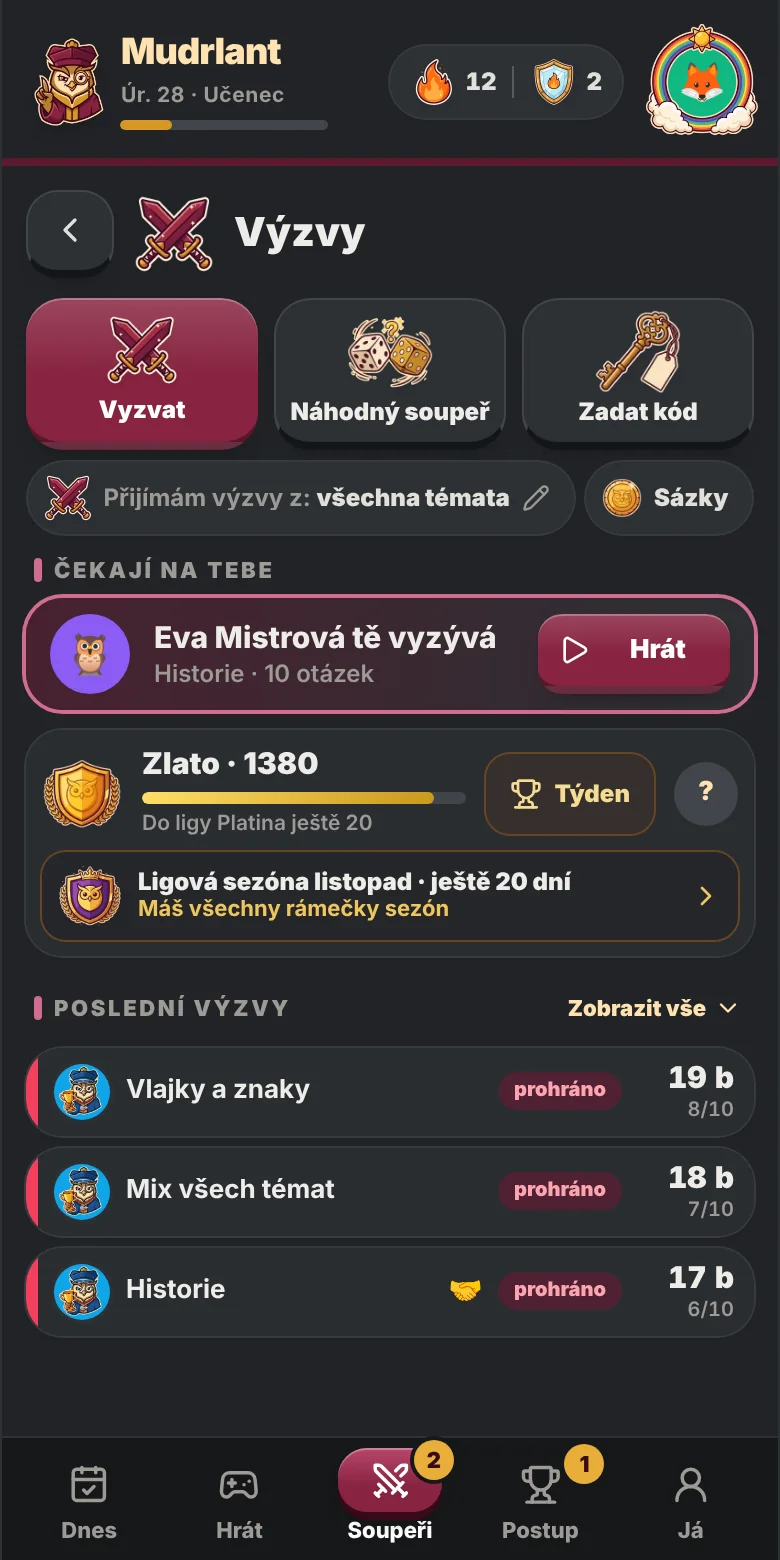 Mudrlant
Úr. 28 · Učenec
12
2
Výzvy
Vyzvat
Náhodný soupeř
Zadat kód
Přijímám výzvy z: všechna témata
Sázky
ČEKAJÍ NA TEBE
Eva Mistrová tě vyzývá
Historie · 10 otázek
Hrát
Zlato · 1380
Do ligy Platina ještě 20
Týden
?
Ligová sezóna listopad · ještě 20 dní
Máš všechny rámečky sezón
POSLEDNÍ VÝZVY
Zobrazit vše
Vlajky a znaky
prohráno
19 b
8/10
Mix všech témat
prohráno
18 b
7/10
Historie
prohráno
17 b
6/10
Dnes
Hrát
2
Soupeři
1
Postup
Já